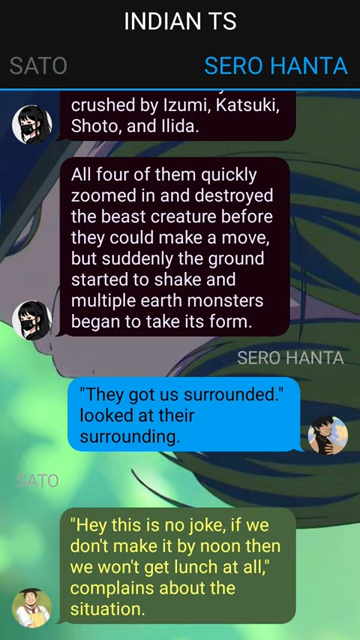 INDIAN TS
SATO
SERO HANTA
crushed by Izumi, Katsuki,
Shoto, and Ilida.
All four of them quickly
zoomed in and destroyed
the beast creature before
they could make a move,
but suddenly the ground
started to shake and
multiple earth monsters
began to take its form.
SERO HANTA
"They got us surrounded."
looked at their
surrounding.
SATO
"Hey this is no joke, if we
don't make it by noon then
we won't get lunch at all,"
complains about the
situation.